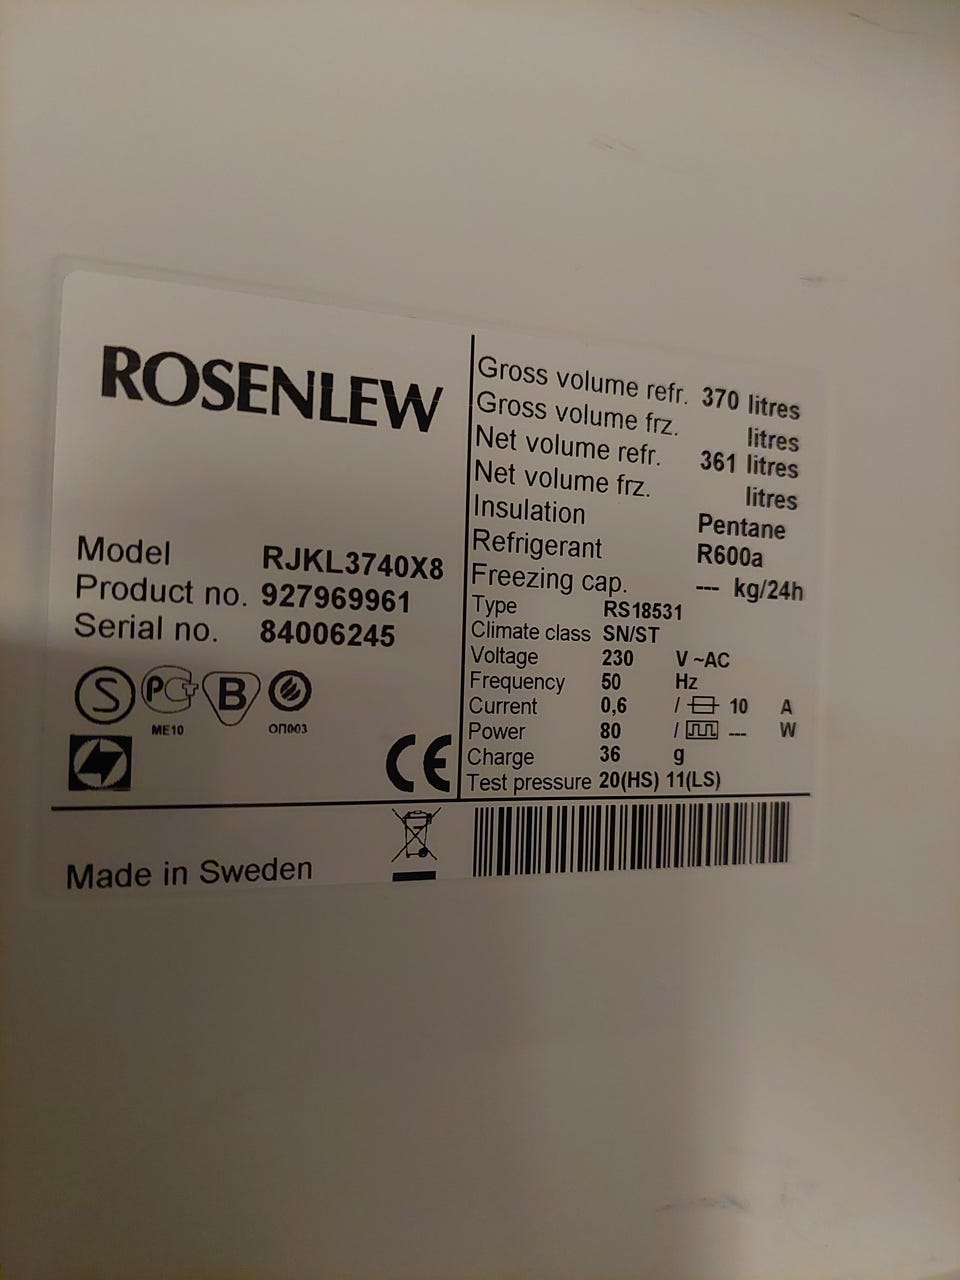 ROSENLEW
Model RJKL3740X8
Product no. 927969961
Serial no. 84006245
S PCT B
ME10 ОП003
CE
Made in Sweden
Gross volume refr. 370 litres
Gross volume frz. litres
Net volume refr. 361 litres
Net volume frz. litres
Insulation Pentane
Refrigerant R600a
Freezing cap. --- kg/24h
Type RS18531
Climate class SN/ST
Voltage 230 V ~AC
Frequency 50 Hz
Current 0,6 / 10 A
Power 80 / --- W
Charge 36 g
Test pressure 20(HS) 11(LS)